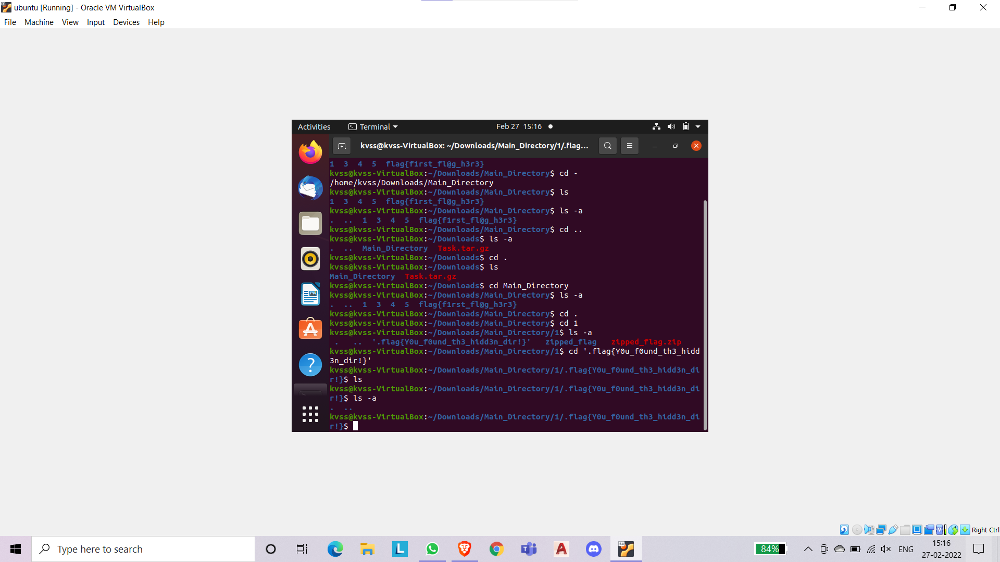 ubuntu [Running] - Oracle VM VirtualBox
File Machine View Input Devices Help
Activities Terminal Feb 27 15:16
kvss@kvss-VirtualBox: ~/Downloads/Main_Directory/1/.flag...
1 3 4 5 flag{f1rst_fl@g_h3r3}
kvss@kvss-VirtualBox:~/Downloads/Main_Directory$ cd -
/home/kvss/Downloads/Main_Directory
kvss@kvss-VirtualBox:~/Downloads/Main_Directory$ ls
1 3 4 5 flag{f1rst_fl@g_h3r3}
kvss@kvss-VirtualBox:~/Downloads/Main_Directory$ ls -a
. .. 1 3 4 5 flag{f1rst_fl@g_h3r3}
kvss@kvss-VirtualBox:~/Downloads/Main_Directory$ cd ..
kvss@kvss-VirtualBox:~/Downloads$ ls -a
. .. Main_Directory Task.tar.gz
kvss@kvss-VirtualBox:~/Downloads$ cd .
kvss@kvss-VirtualBox:~/Downloads$ ls
Main_Directory Task.tar.gz
kvss@kvss-VirtualBox:~/Downloads$ cd Main_Directory
kvss@kvss-VirtualBox:~/Downloads/Main_Directory$ ls -a
. .. 1 3 4 5 flag{f1rst_fl@g_h3r3}
kvss@kvss-VirtualBox:~/Downloads/Main_Directory$ cd .
kvss@kvss-VirtualBox:~/Downloads/Main_Directory$ cd 1
kvss@kvss-VirtualBox:~/Downloads/Main_Directory/1$ ls -a
. .. '.flag{Y0u_f0und_th3_hidd3n_dir!}' zipped_flag zipped_flag.zip
kvss@kvss-VirtualBox:~/Downloads/Main_Directory/1$ cd '.flag{Y0u_f0und_th3_hidd
3n_dir!}'
kvss@kvss-VirtualBox:~/Downloads/Main_Directory/1/.flag{Y0u_f0und_th3_hidd3n_di
r!}$ ls
kvss@kvss-VirtualBox:~/Downloads/Main_Directory/1/.flag{Y0u_f0und_th3_hidd3n_di
r!}$ ls -a
. ..
kvss@kvss-VirtualBox:~/Downloads/Main_Directory/1/.flag{Y0u_f0und_th3_hidd3n_di
r!}$
Right Ctrl
Type here to search
84%
ENG
15:16
27-02-2022